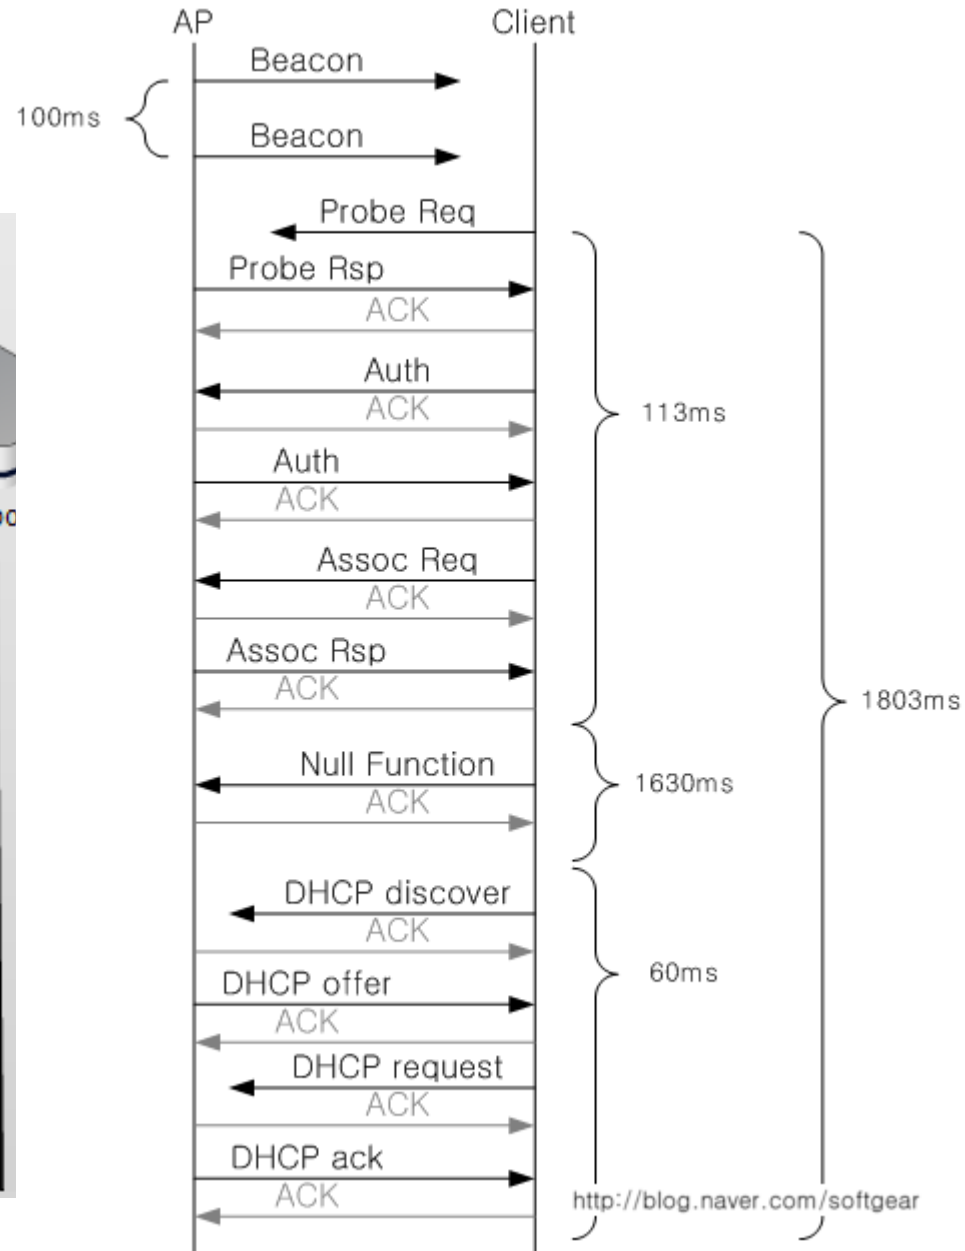 AP
Client
Beacon
100ms
Beacon
Probe Req
Probe Rsp
ACK
Auth
ACK
113ms
Auth
ACK
Assoc Req
ACK
Assoc Rsp
ACK
1803ms
Null Function
1630ms
ACK
DHCP discover
ACK
60ms
DHCP offer
ACK
DHCP request
ACK
DHCP ack
ACK
http://blog.naver.com/softgear